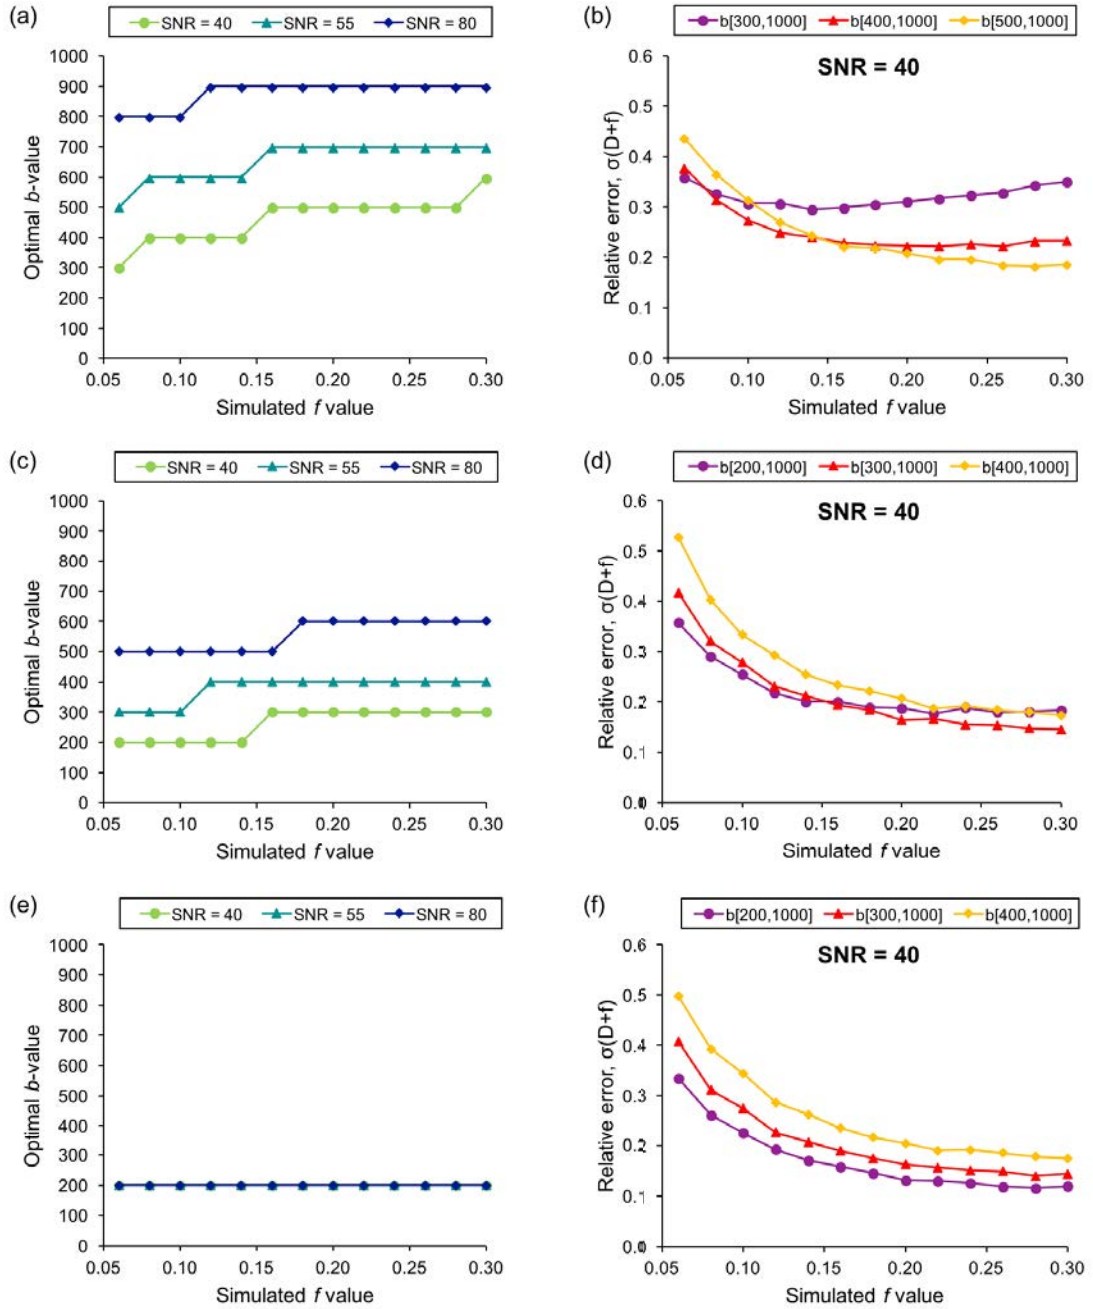 (a)
SNR = 40 SNR = 55 SNR = 80
1000
900
800
700
600
500
400
300
200
100
0
Optimal b-value
0.05 0.10 0.15 0.20 0.25 0.30
Simulated f value
(b)
b[300,1000] b[400,1000] b[500,1000]
SNR = 40
0.6
0.5
0.4
0.3
0.2
0.1
0.0
Relative error, σ(D+f)
0.05 0.10 0.15 0.20 0.25 0.30
Simulated f value
(c)
SNR = 40 SNR = 55 SNR = 80
1000
900
800
700
600
500
400
300
200
100
0
Optimal b-value
0.05 0.10 0.15 0.20 0.25 0.30
Simulated f value
(d)
b[200,1000] b[300,1000] b[400,1000]
SNR = 40
0.6
0.5
0.4
0.3
0.2
0.1
0.0
Relative error, σ(D+f)
0.05 0.10 0.15 0.20 0.25 0.30
Simulated f value
(e)
SNR = 40 SNR = 55 SNR = 80
1000
900
800
700
600
500
400
300
200
100
0
Optimal b-value
0.05 0.10 0.15 0.20 0.25 0.30
Simulated f value
(f)
b[200,1000] b[300,1000] b[400,1000]
SNR = 40
0.6
0.5
0.4
0.3
0.2
0.1
0.0
Relative error, σ(D+f)
0.05 0.10 0.15 0.20 0.25 0.30
Simulated f value